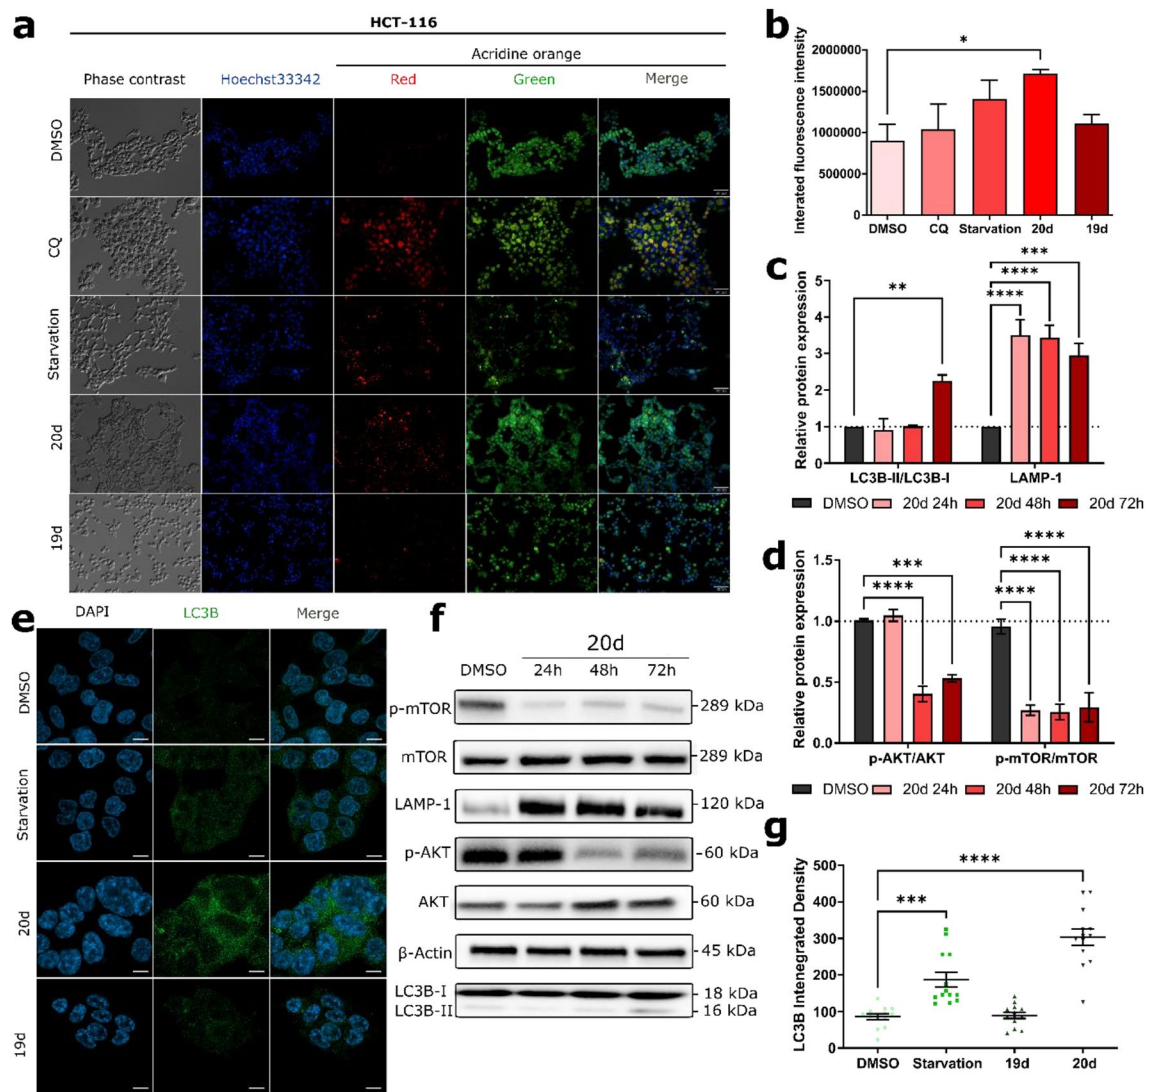 a
HCT-116
Acridine orange
Phase contrast
Hoechst33342
Red
Green
Merge
DMSO
CQ
Starvation
20d
19d
b
Interated fluorescence intensity
2000000
1500000
1000000
500000
0
*
DMSO
CQ
Starvation
20d
19d
c
Relative protein expression
5
4
3
2
1
0
**
****
****
***
LC3B-II/LC3B-I
LAMP-1
DMSO 20d 24h 20d 48h 20d 72h
d
Relative protein expression
1.5
1.0
0.5
0.0
****
***
****
****
****
p-AKT/AKT
p-mTOR/mTOR
DMSO 20d 24h 20d 48h 20d 72h
e
DAPI
LC3B
Merge
DMSO
Starvation
20d
19d
f
20d
DMSO 24h 48h 72h
p-mTOR 289 kDa
mTOR 289 kDa
LAMP-1 120 kDa
p-AKT 60 kDa
AKT 60 kDa
β-Actin 45 kDa
LC3B-I 18 kDa
LC3B-II 16 kDa
g
LC3B Intenegrated Density
500
400
300
200
100
0
***
****
DMSO
Starvation
19d
20d